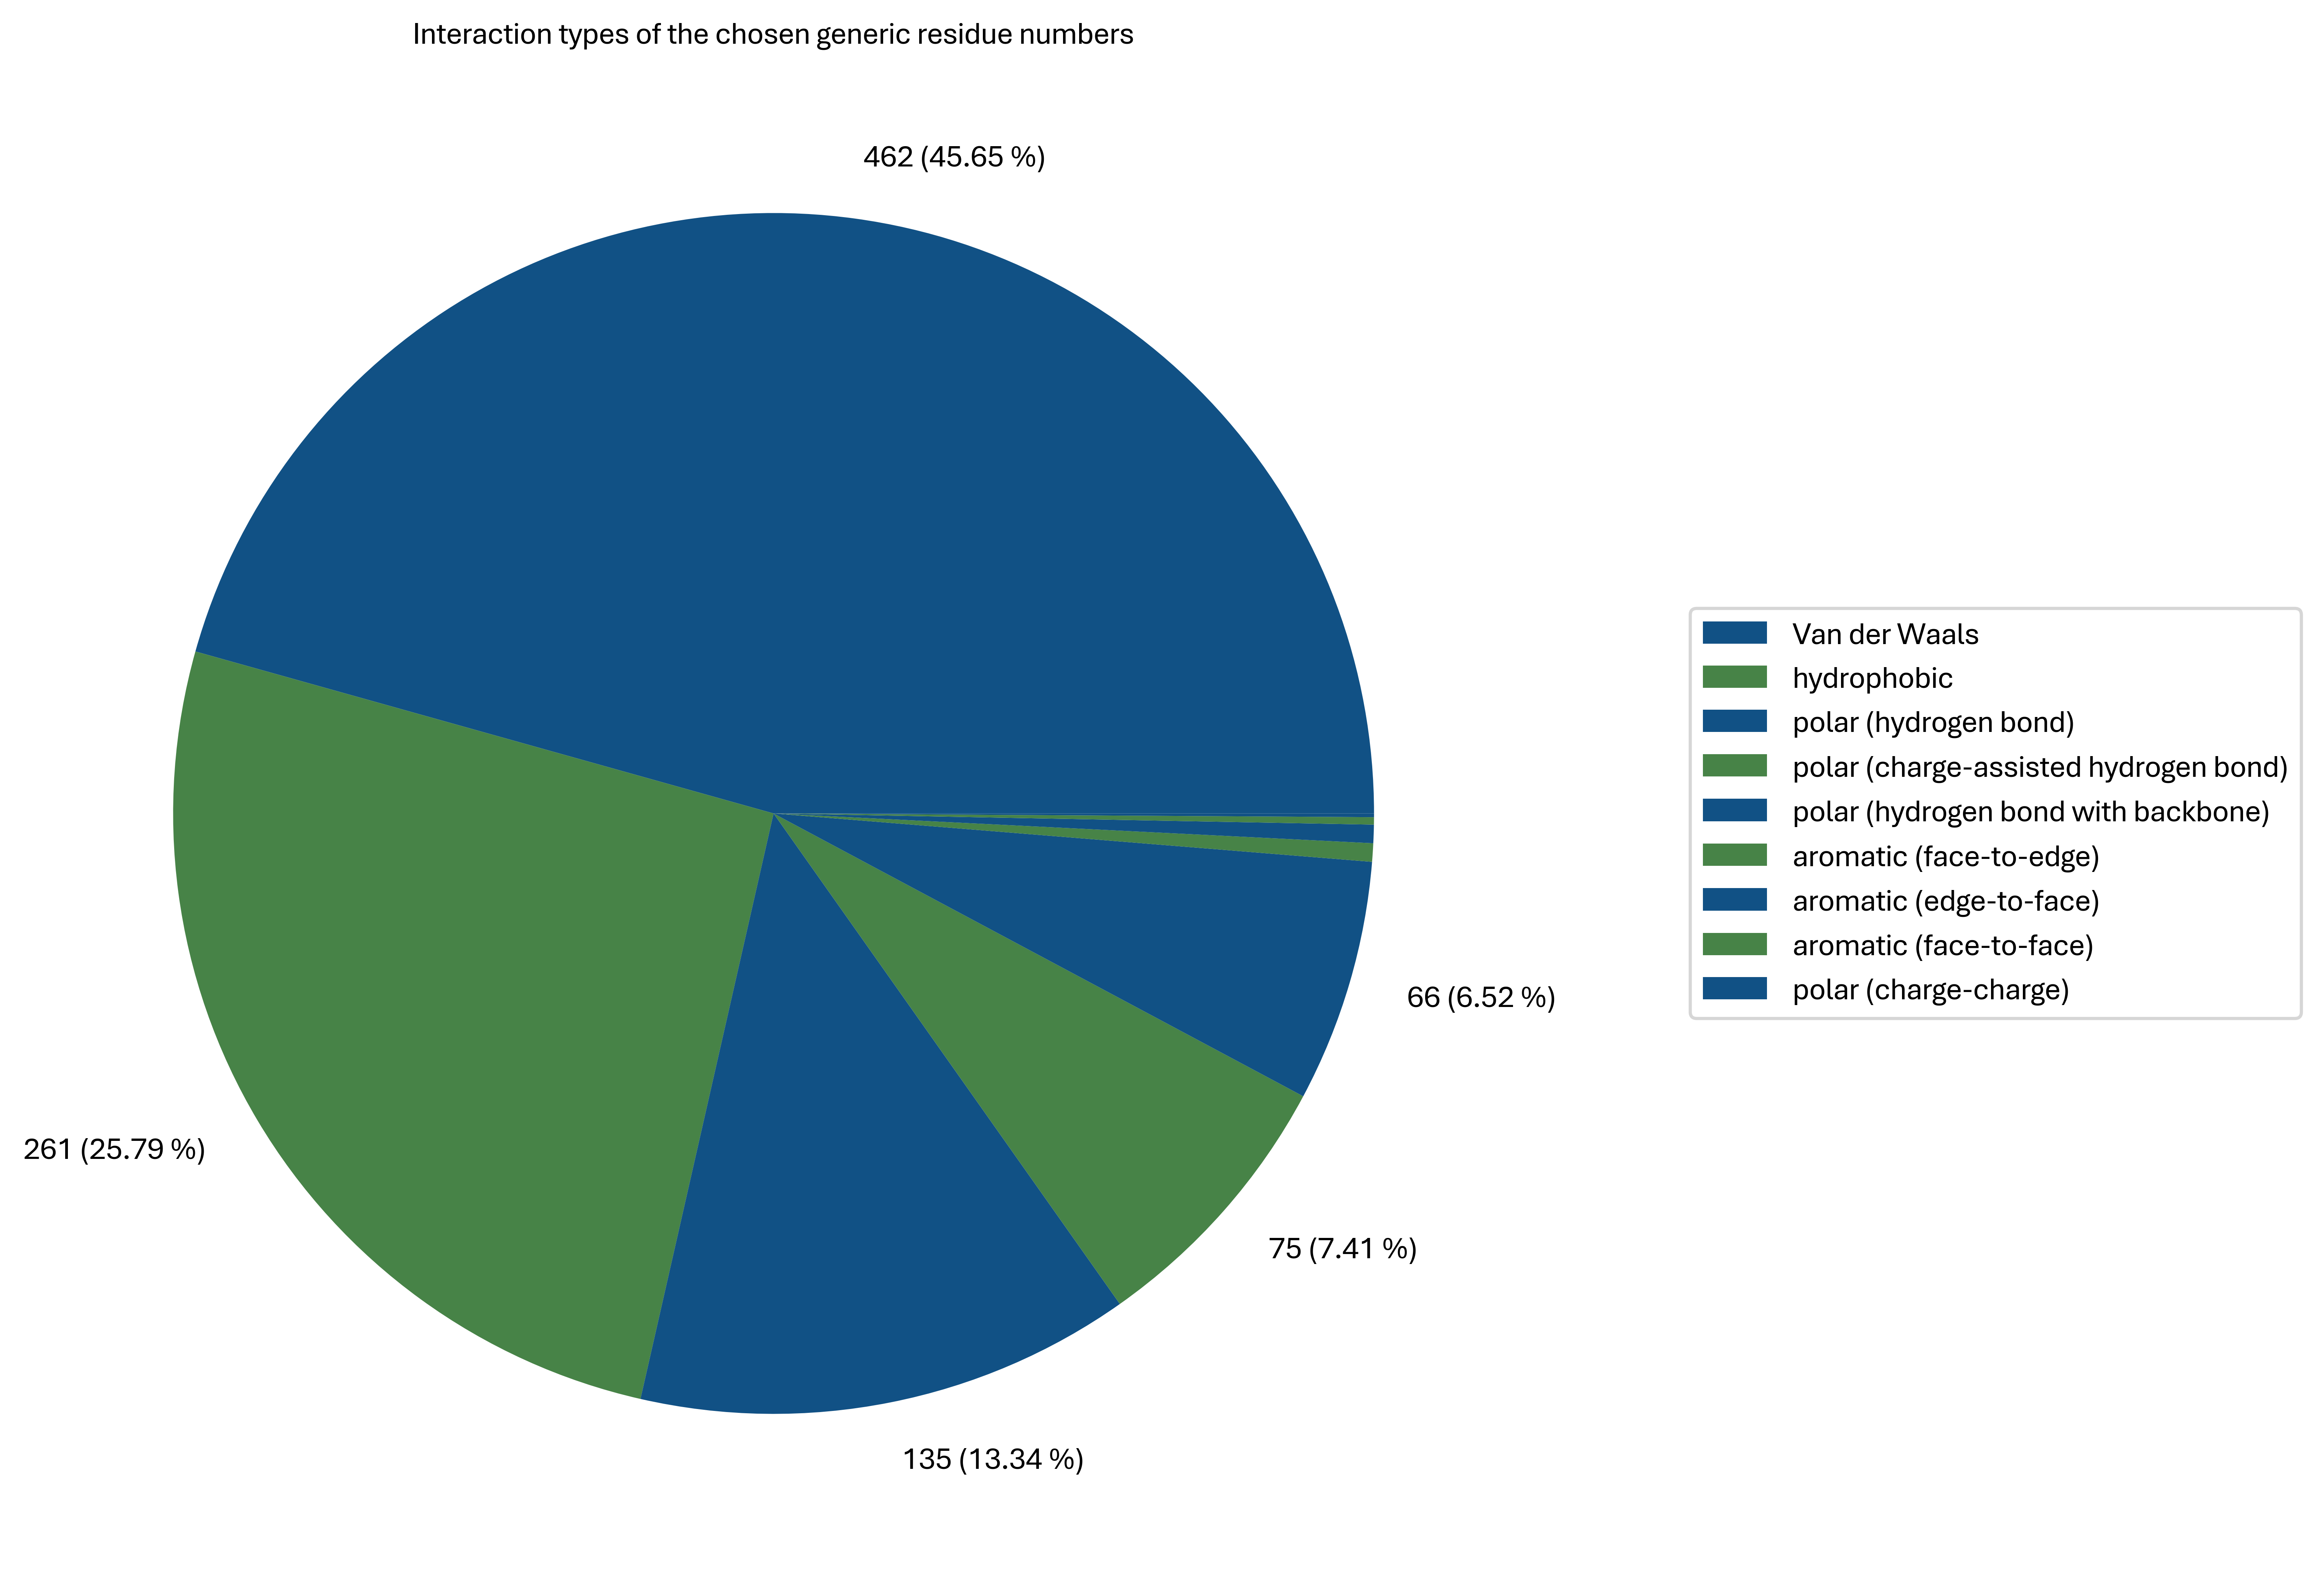 Interaction types of the chosen generic residue numbers
462 (45.65 %)
261 (25.79 %)
135 (13.34 %)
75 (7.41 %)
66 (6.52 %)
Van der Waals
hydrophobic
polar (hydrogen bond)
polar (charge-assisted hydrogen bond)
polar (hydrogen bond with backbone)
aromatic (face-to-edge)
aromatic (edge-to-face)
aromatic (face-to-face)
polar (charge-charge)